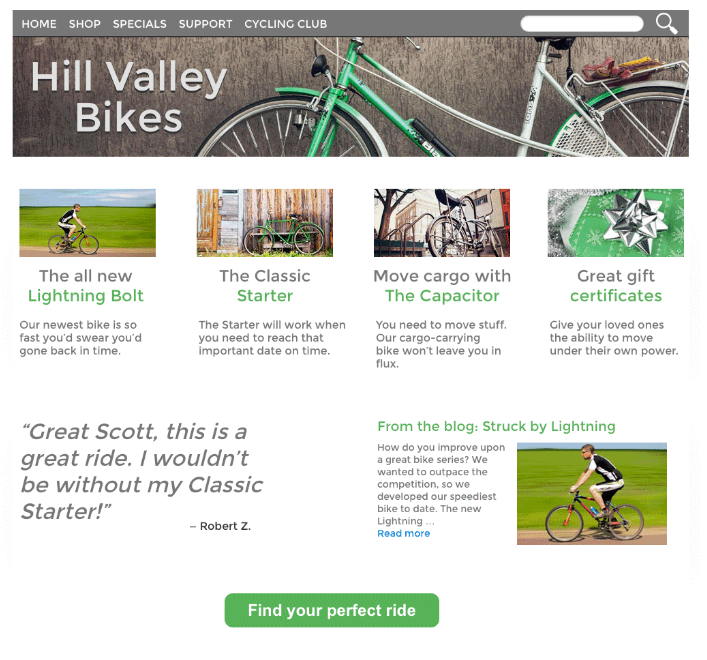 HOME SHOP SPECIALS SUPPORT CYCLING CLUB
Hill Valley
Bikes
The all new
Lightning Bolt
Our newest bike is so
fast you’d swear you’d
gone back in time.
The Classic
Starter
The Starter will work when
you need to reach that
important date on time.
Move cargo with
The Capacitor
You need to move stuff.
Our cargo-carrying
bike won’t leave you in
flux.
Great gift
certificates
Give your loved ones
the ability to move
under their own power.
“Great Scott, this is a
great ride. I wouldn’t
be without my Classic
Starter!”
– Robert Z.
From the blog: Struck by Lightning
How do you improve upon
a great bike series? We
wanted to outpace the
competition, so we
developed our speediest
bike to date. The new
Lightning ...
Read more
Find your perfect ride